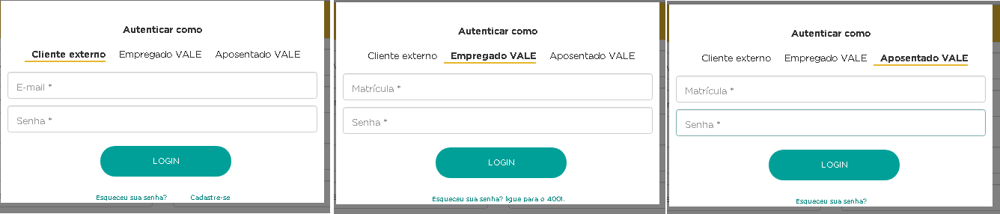 Autenticar como
Cliente externo Empregado VALE Aposentado VALE
E-mail *
Senha *
LOGIN
Esqueceu sua senha? Cadastre-se
Autenticar como
Cliente externo Empregado VALE Aposentado VALE
Matrícula *
Senha *
LOGIN
Esqueceu sua senha? ligue para o 4001.
Autenticar como
Cliente externo Empregado VALE Aposentado VALE
Matrícula *
Senha *
LOGIN
Esqueceu sua senha?